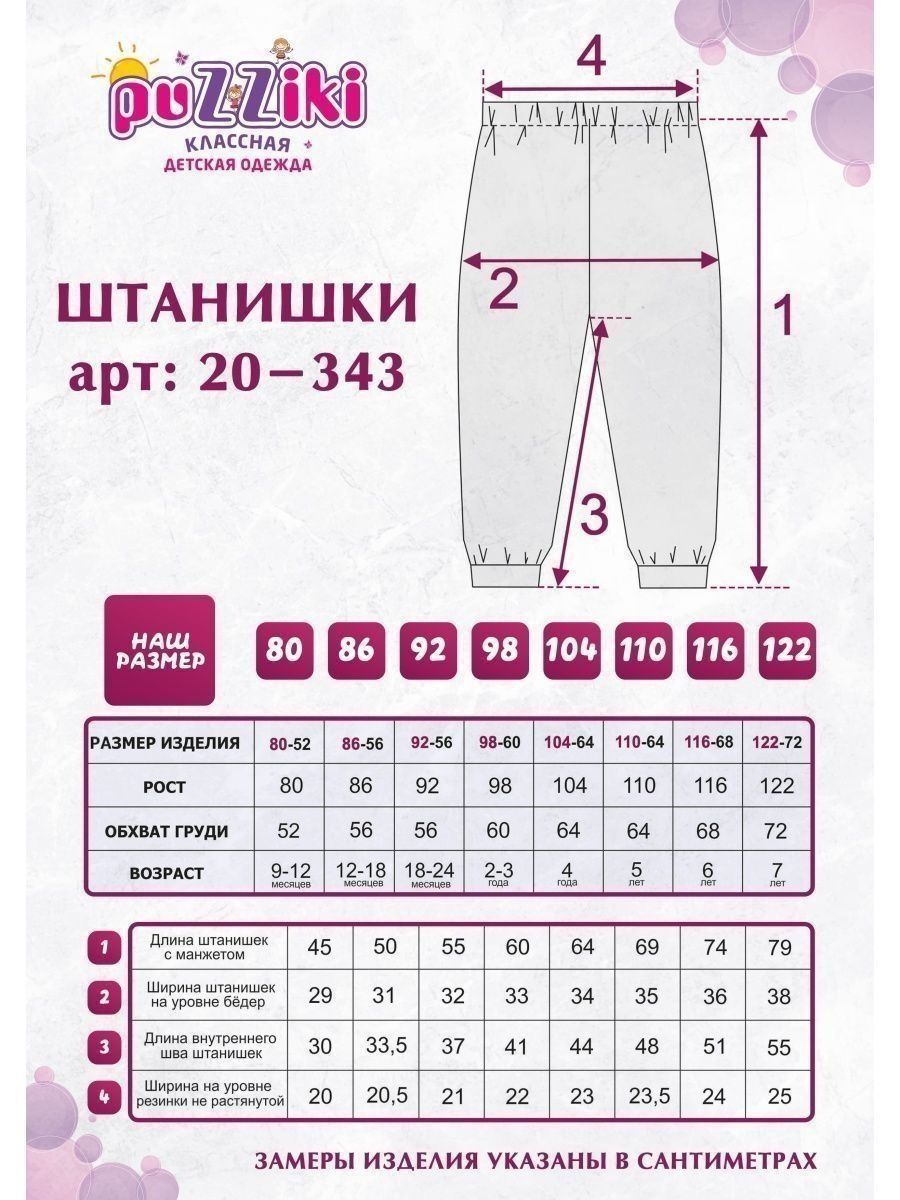 puZZiki
КЛАССНАЯ
ДЕТСКАЯ ОДЕЖДА
ШТАНИШКИ
арт: 20–343
4
2
1
3
НАШ
РАЗМЕР
80 86 92 98 104 110 116 122
РАЗМЕР ИЗДЕЛИЯ 80-52 86-56 92-56 98-60 104-64 110-64 116-68 122-72
РОСТ 80 86 92 98 104 110 116 122
ОБХВАТ ГРУДИ 52 56 56 60 64 64 68 72
ВОЗРАСТ 9-12 12-18 18-24 2-3 4 5 6 7
месяцев месяцев месяцев года года лет лет лет
1 Длина штанишек
с манжетом 45 50 55 60 64 69 74 79
2 Ширина штанишек
на уровне бёдер 29 31 32 33 34 35 36 38
3 Длина внутреннего
шва штанишек 30 33,5 37 41 44 48 51 55
4 Ширина на уровне
резинки не растянутой 20 20,5 21 22 23 23,5 24 25
ЗАМЕРЫ ИЗДЕЛИЯ УКАЗАНЫ В САНТИМЕТРАХ